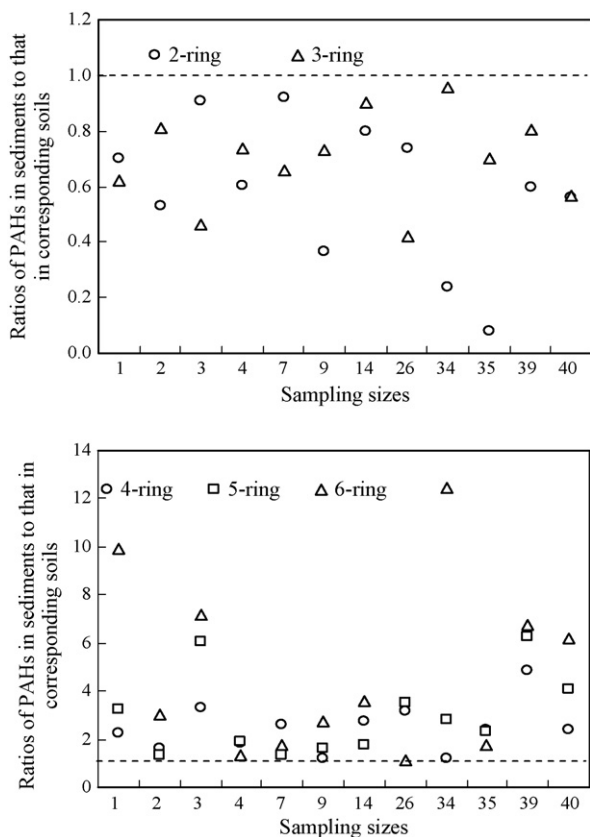 Ratios of PAHs in sediments to that
in corresponding soils
1.2
1.0
0.8
0.6
0.4
0.2
0.0
2-ring 3-ring
1 2 3 4 7 9 14 26 34 35 39 40
Sampling sizes
Ratios of PAHs in sediments to that in
corresponding soils
14
12
10
8
6
4
2
0
4-ring 5-ring 6-ring
1 2 3 4 7 9 14 26 34 35 39 40
Sampling sizes